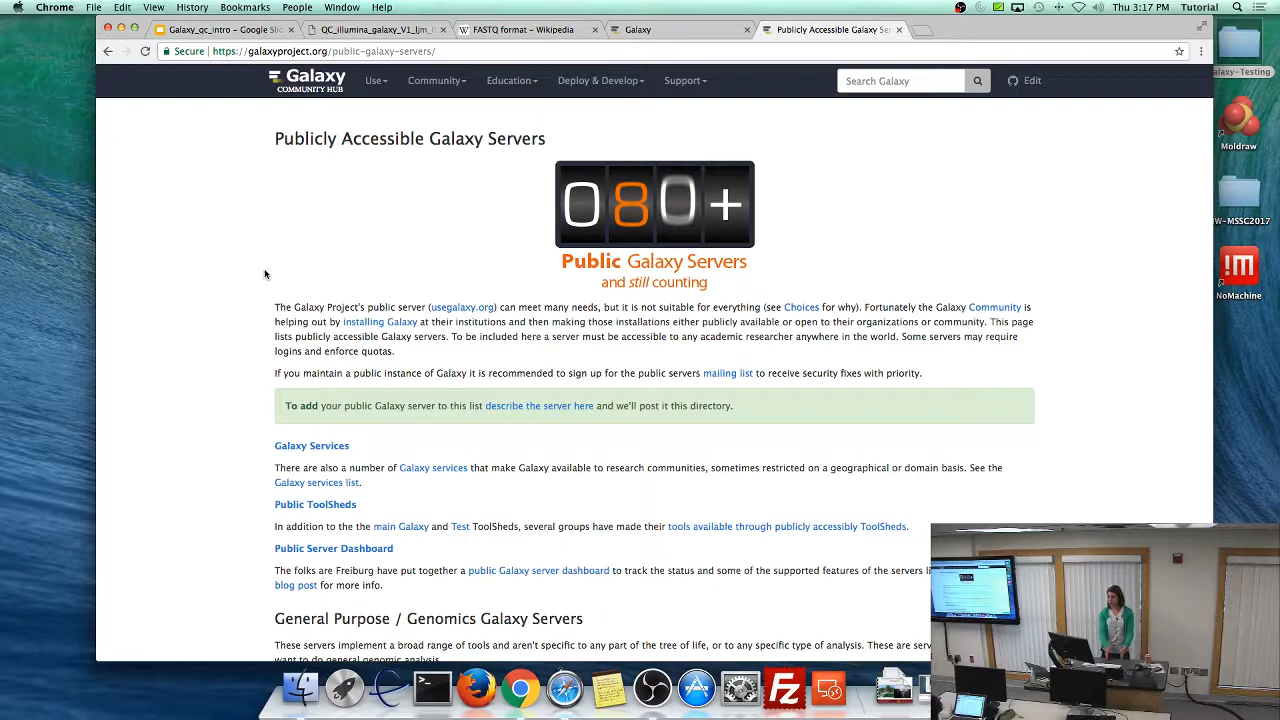 Chrome File Edit View History Bookmarks People Window Help Thu 3:17 PM Tutorial
Galaxy_qc_intro - Google Sli
QC_illumina_galaxy_V1_ljm_0
FASTQ format - Wikipedia
Galaxy
Publicly Accessible Galaxy Ser
Secure https://galaxyproject.org/public-galaxy-servers/
Galaxy
COMMUNITY HUB
Use Community Education Deploy & Develop Support Search Galaxy Edit
Publicly Accessible Galaxy Servers
080+
Public Galaxy Servers
and still counting
The Galaxy Project's public server (usegalaxy.org) can meet many needs, but it is not suitable for everything (see Choices for why). Fortunately the Galaxy Community is
helping out by installing Galaxy at their institutions and then making those installations either publicly available or open to their organizations or community. This page
lists publicly accessible Galaxy servers. To be included here a server must be accessible to any academic researcher anywhere in the world. Some servers may require
logins and enforce quotas.
If you maintain a public instance of Galaxy it is recommended to sign up for the public servers mailing list to receive security fixes with priority.
To add your public Galaxy server to this list describe the server here and we'll post it this directory.
Galaxy Services
There are also a number of Galaxy services that make Galaxy available to research communities, sometimes restricted on a geographical or domain basis. See the
Galaxy services list.
Public ToolSheds
In addition to the the main Galaxy and Test ToolSheds, several groups have made their tools available through publicly accessibly ToolSheds.
Public Server Dashboard
The folks are Freiburg have put together a public Galaxy server dashboard to track the status and some of the supported features of the servers li
blog post for more info.
General Purpose / Genomics Galaxy Servers
These servers implement a broad range of tools and aren't specific to any part of the tree of life, or to any specific type of analysis. These are serv
want to do general genomic analysis.
alaxy-Testing
Moldraw
W-MSSC2017
!M
NoMachine
Fz